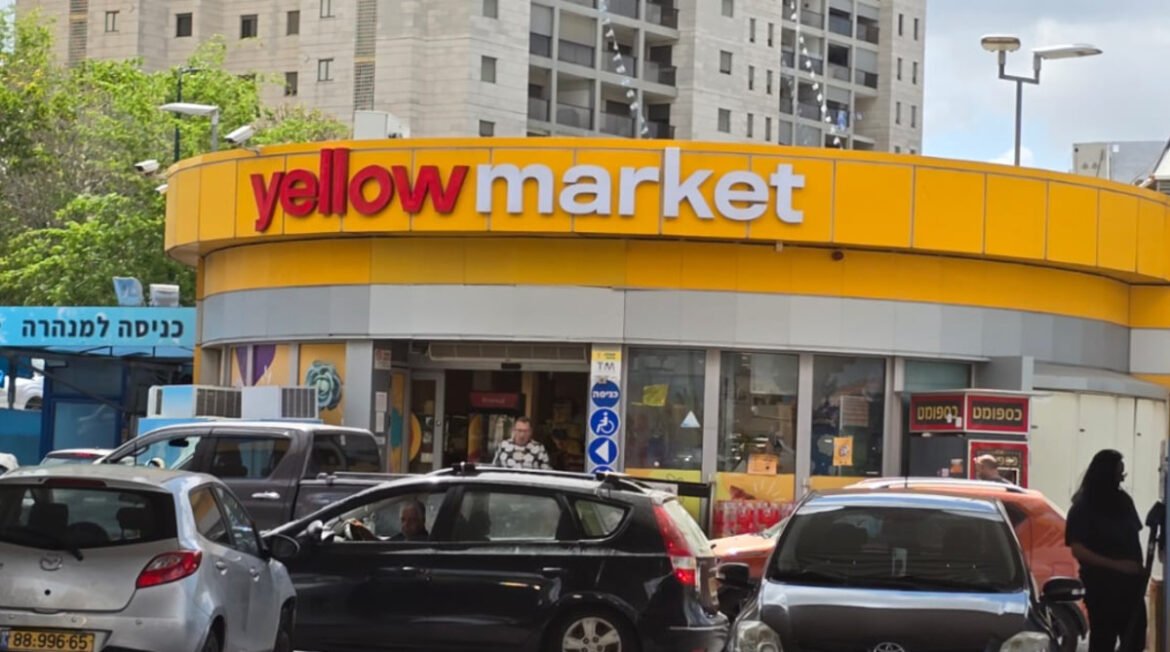 yellow market
כניסה למנהרה
כניסה
כספומט
כספומט
88-996-65